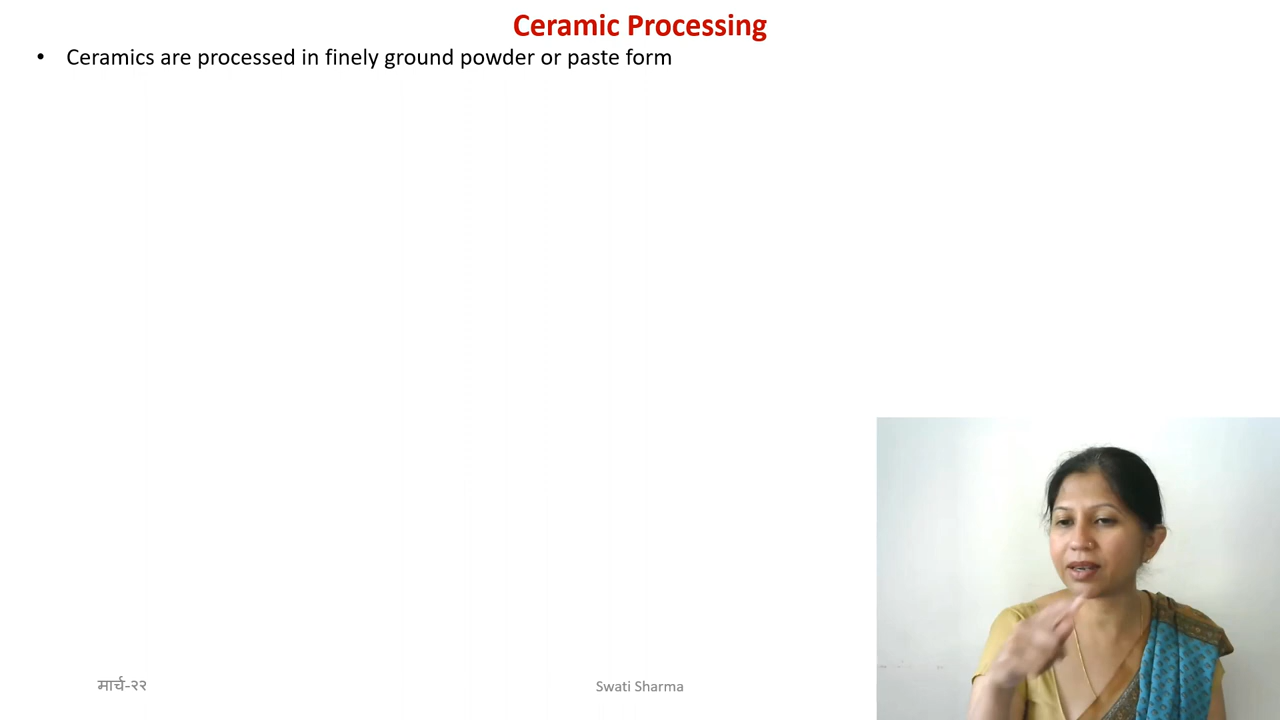 Ceramic Processing
• Ceramics are processed in finely ground powder or paste form
मार्च-२२
Swati Sharma